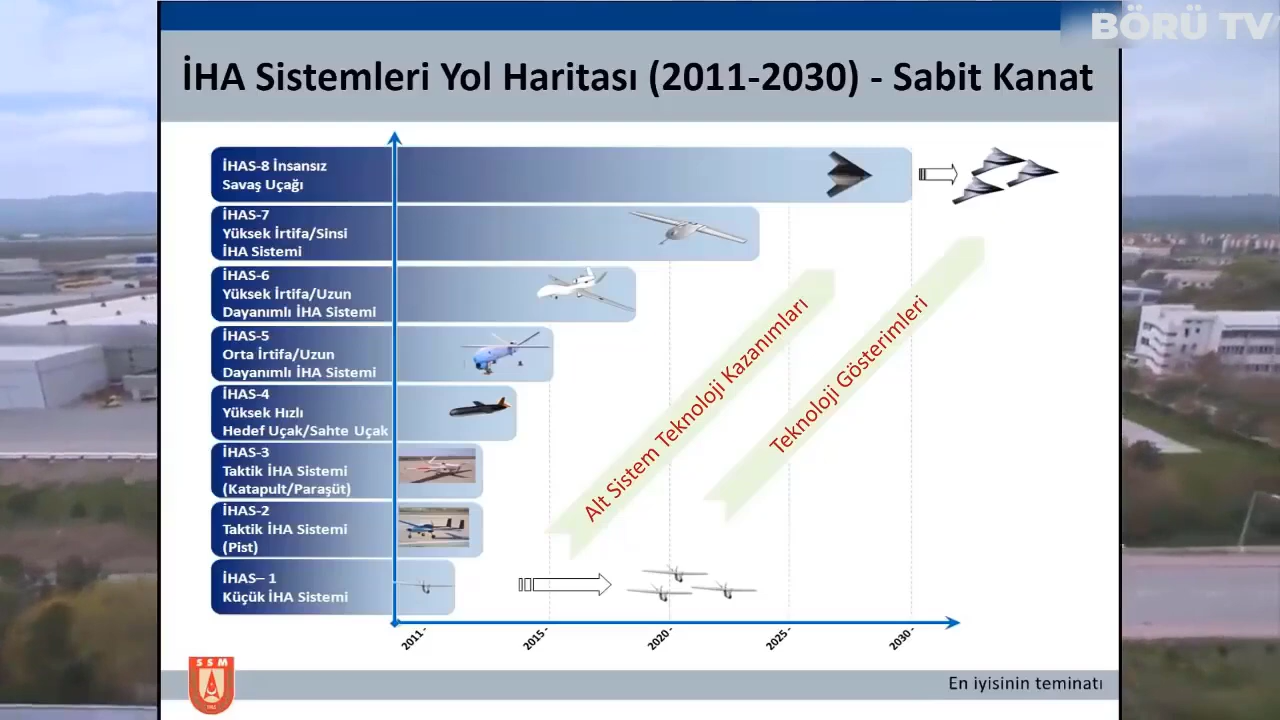 BÖRÜ TV
İHA Sistemleri Yol Haritası (2011-2030) - Sabit Kanat
İHAS-8 İnsansız
Savaş Uçağı
İHAS-7
Yüksek İrtifa/Sinsi
İHA Sistemi
İHAS-6
Yüksek İrtifa/Uzun
Dayanımlı İHA Sistemi
İHAS-5
Orta İrtifa/Uzun
Dayanımlı İHA Sistemi
İHAS-4
Yüksek Hızlı
Hedef Uçak/Sahte Uçak
İHAS-3
Taktik İHA Sistemi
(Katapult/Paraşüt)
İHAS-2
Taktik İHA Sistemi
(Pist)
İHAS– 1
Küçük İHA Sistemi
Alt Sistem Teknoloji Kazanımları
Teknoloji Gösterimleri
2011-
2015-
2020-
2025-
2030-
SSM
En iyisinin teminatı